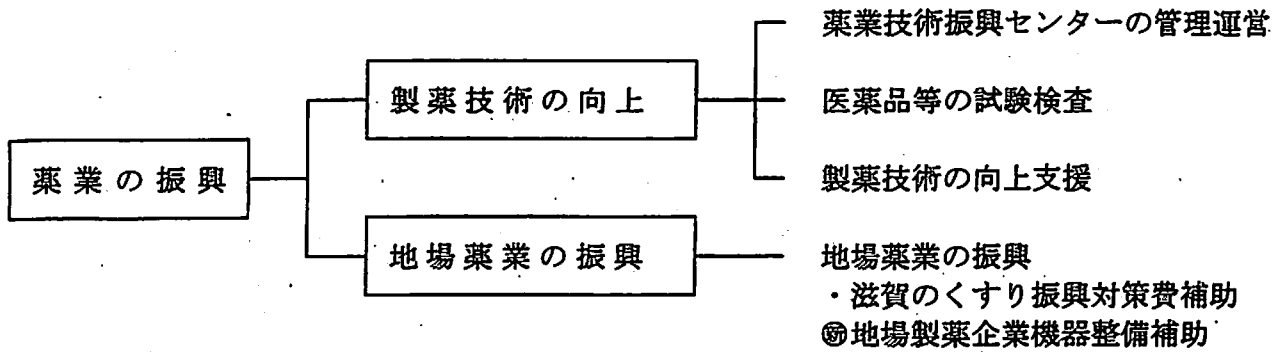 薬業の振興
製薬技術の向上
薬業技術振興センターの管理運営
医薬品等の試験検査
製薬技術の向上支援
地場薬業の振興
地場薬業の振興
・滋賀のくすり振興対策費補助
地場製薬企業機器整備補助